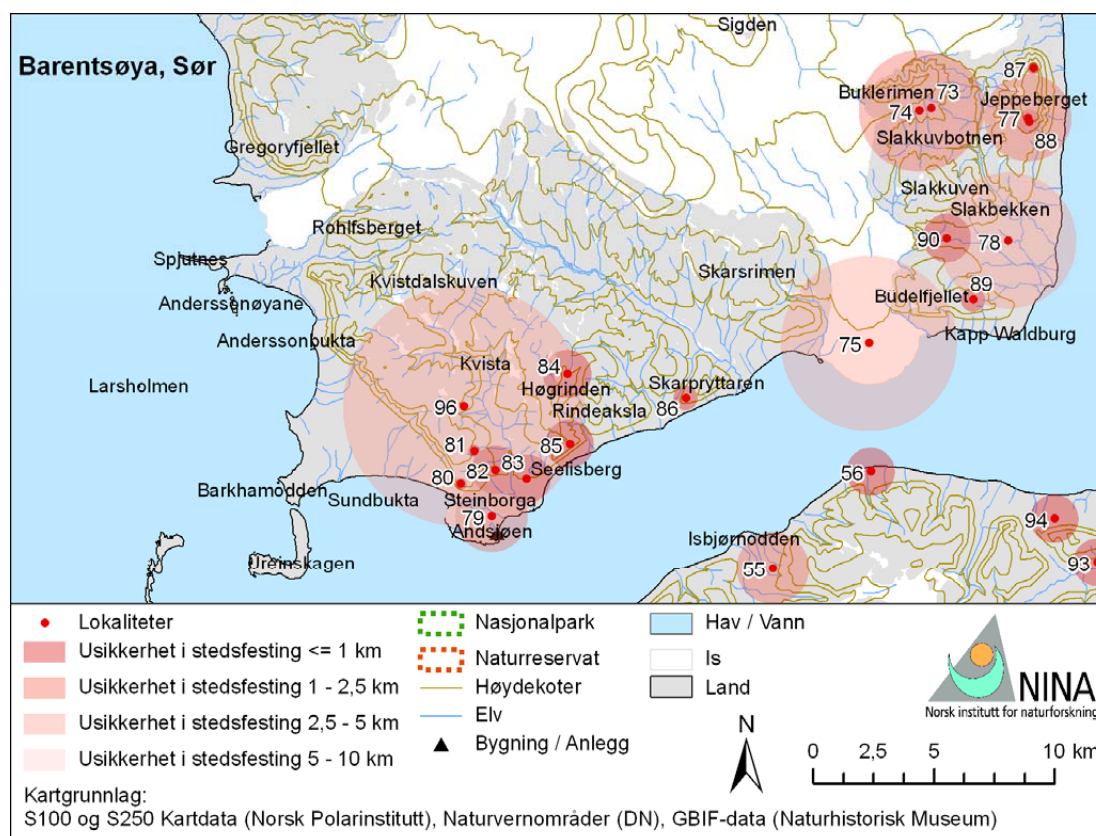 Barentsøya, Sør
Sigden
87
Buklerimen
73
74
Jeppeberget
77
Slakkuvbotnen
88
Gregoryfjellet
Slakkuven
Slakbekken
Rohlfsberget
90
78
Spjutnes
Kvistdalskuven
Skarsrimen
Anderssenøyane
89
Budelfjellet
Anderssonbukta
Kapp Waldburg
75
Larsholmen
Kvista
84
Høgrinden
Skarpryttaren
96
Rindeaksla
86
81
85
82
83
Seelisberg
80
56
Barkhamodden
Sundbukta
Steinborga
79
94
Andsjøen
Isbjørnodden
Ureinskagen
55
93
Lokaliteter
Usikkerhet i stedsfesting <= 1 km
Usikkerhet i stedsfesting 1 - 2,5 km
Usikkerhet i stedsfesting 2,5 - 5 km
Usikkerhet i stedsfesting 5 - 10 km
Nasjonalpark
Naturreservat
Høydekoter
Elv
Bygning / Anlegg
Hav / Vann
Is
Land
NINA
Norsk institutt for naturforskning
N
0 2,5 5 10 km
Kartgrunnlag:
S100 og S250 Kartdata (Norsk Polarinstitutt), Naturvernområder (DN), GBIF-data (Naturhistorisk Museum)